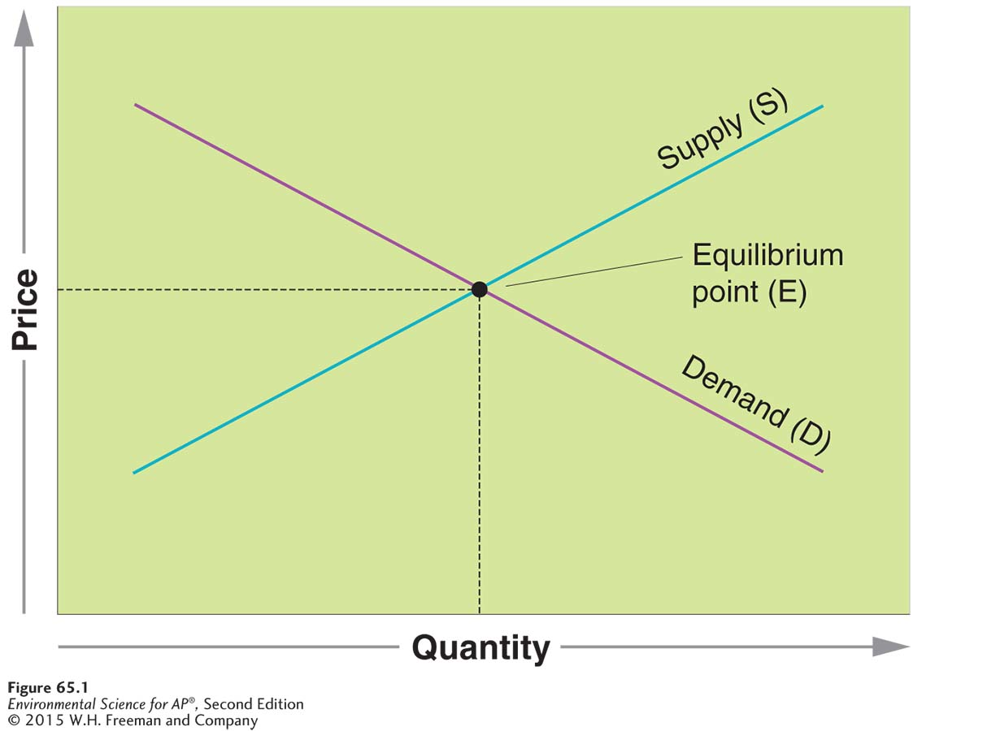 Price
Supply (S)
Equilibrium
point (E)
Demand (D)
Quantity
Figure 65.1
Environmental Science for AP®, Second Edition
© 2015 W.H. Freeman and Company